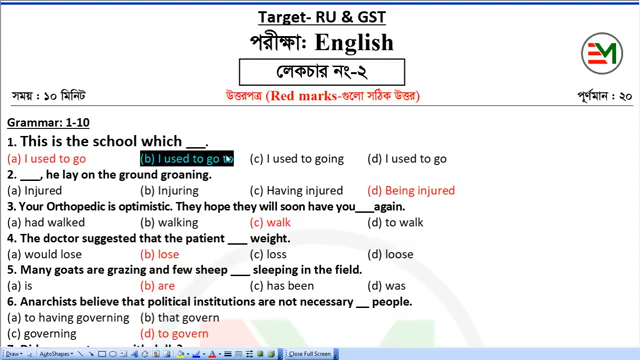 Target- RU & GST
পরীক্ষাঃ English
EM
লেকচার নং-২
সময় : ১০ মিনিট উত্তরপত্র (Red marks-গুলো সঠিক উত্তর) পূর্ণমান : ২০
Grammar: 1-10
1. This is the school which ___.
(a) I used to go (b) I used to go to (c) I used to going (d) I used to go
2. ___, he lay on the ground groaning.
(a) Injured (b) Injuring (c) Having injured (d) Being injured
3. Your Orthopedic is optimistic. They hope they will soon have you___again.
(a) had walked (b) walking (c) walk (d) to walk
4. The doctor suggested that the patient ___ weight.
(a) would lose (b) lose (c) loss (d) loose
5. Many goats are grazing and few sheep ___ sleeping in the field.
(a) is (b) are (c) has been (d) was
6. Anarchists believe that political institutions are not necessary __ people.
(a) to having governing (b) that govern
(c) governing (d) to govern
Draw AutoShapes Close Full Screen